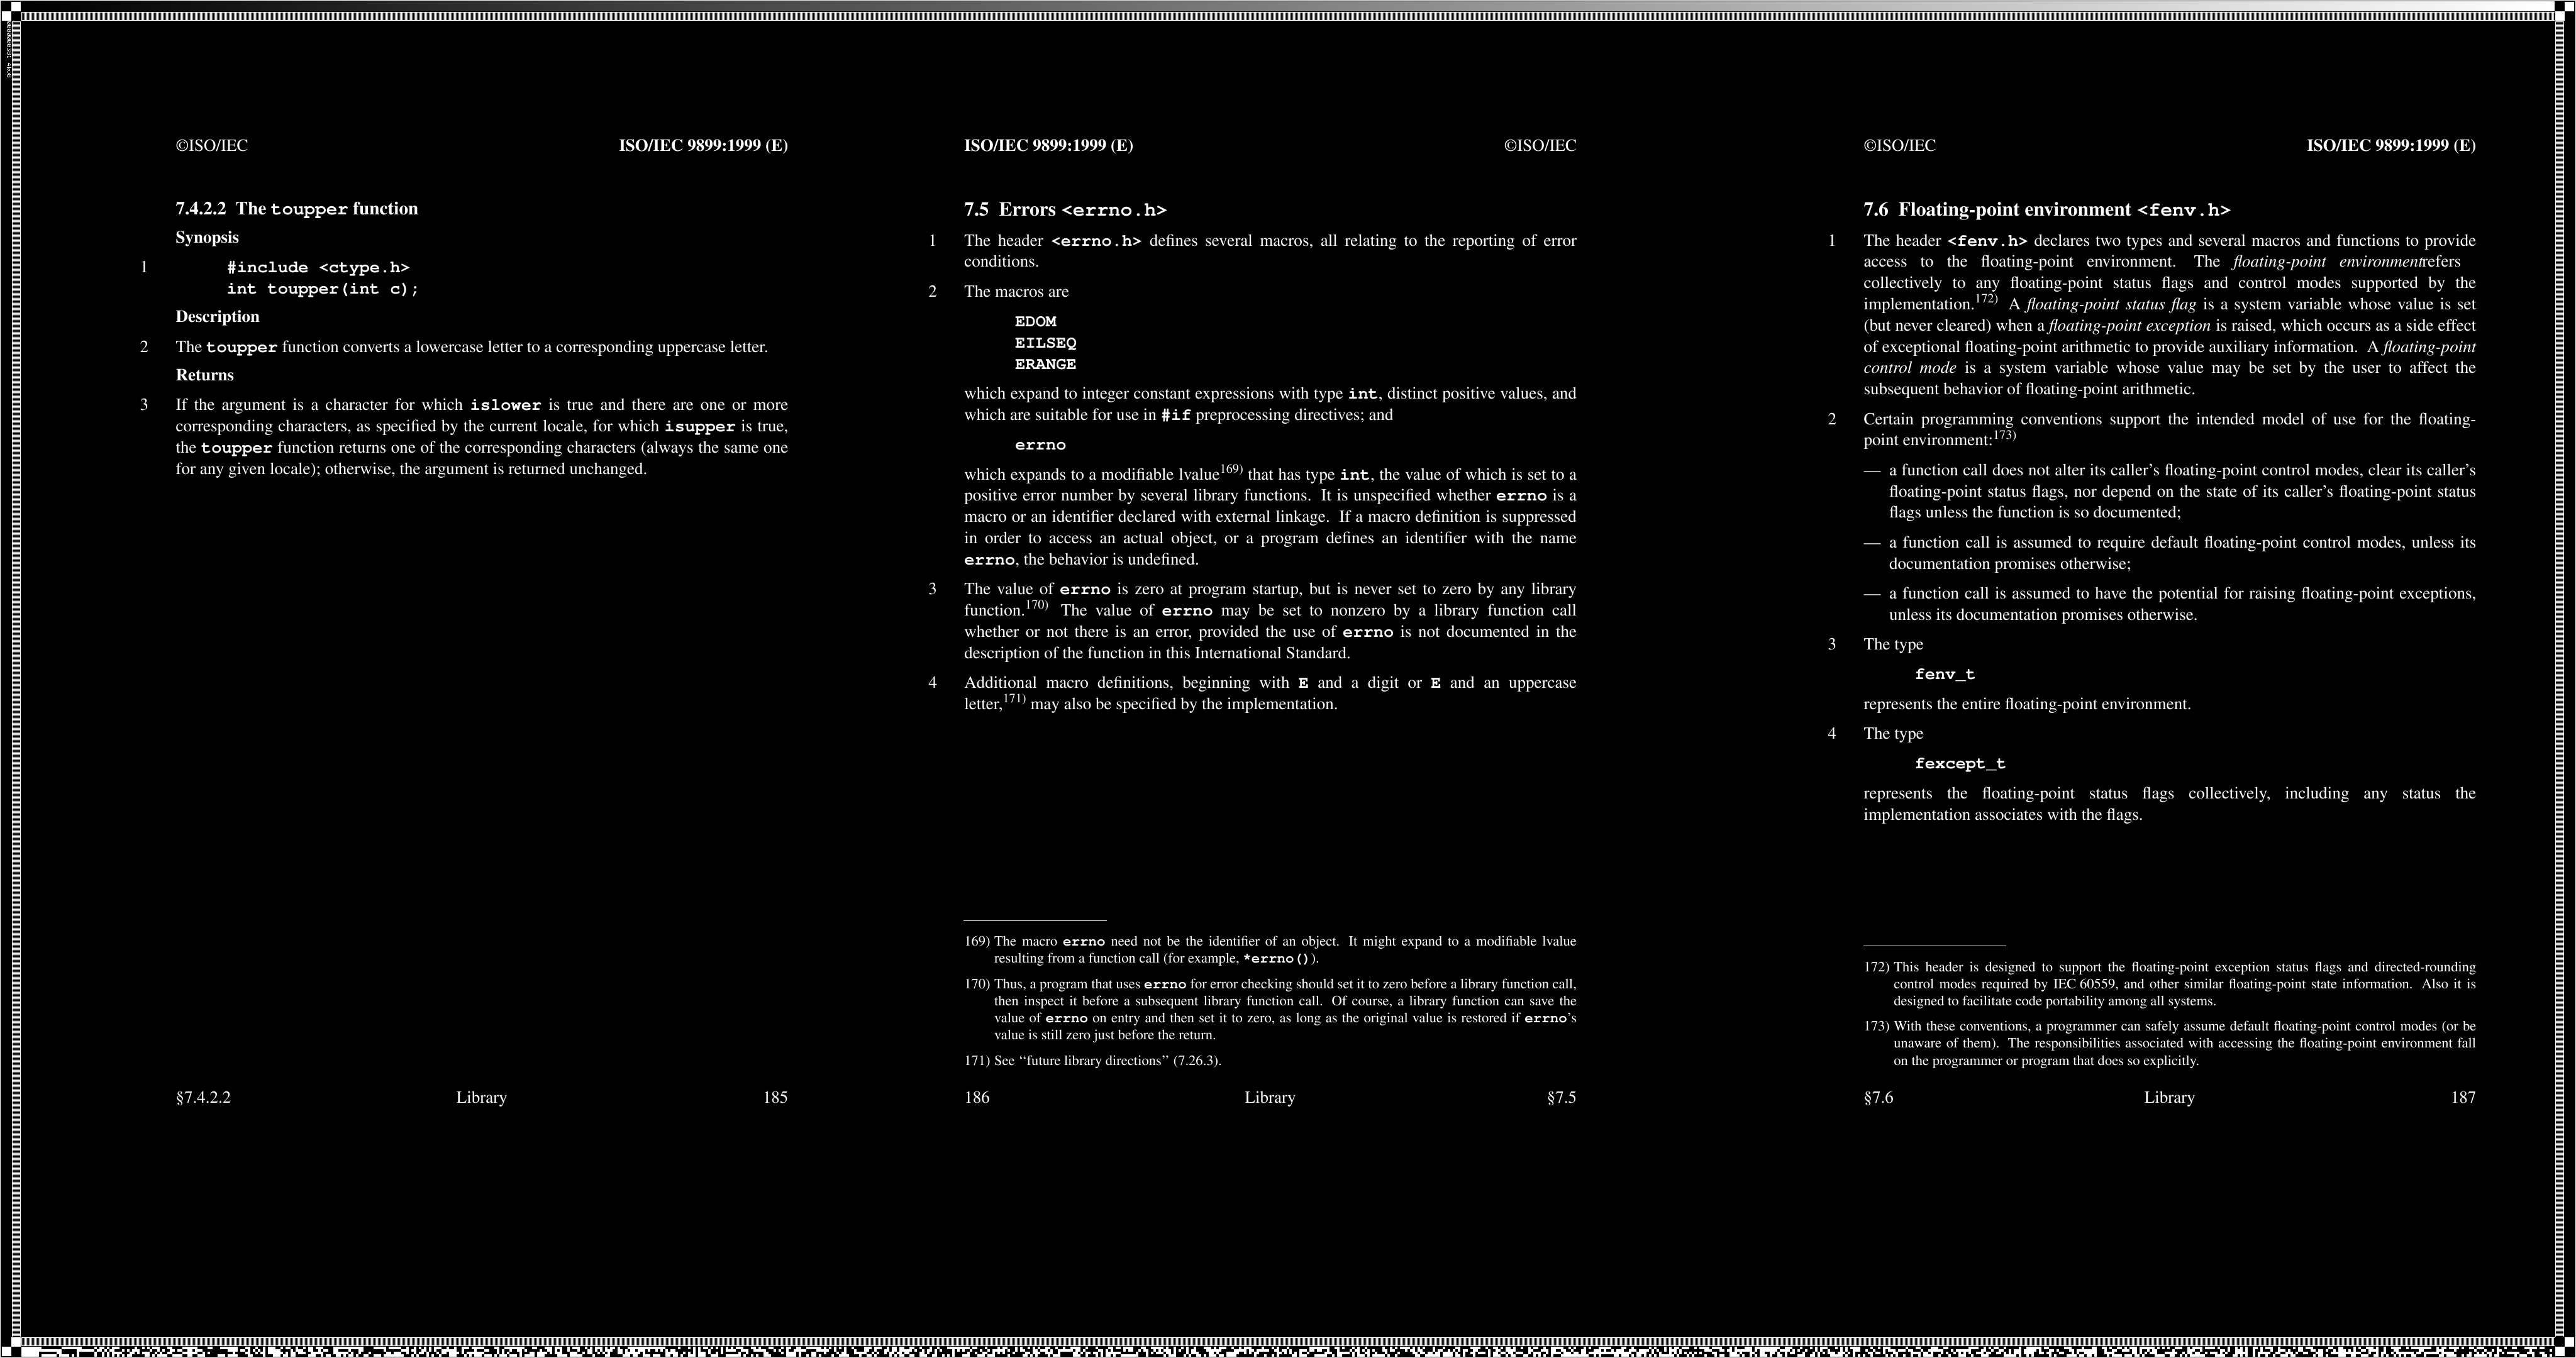 ©ISO/IEC ISO/IEC 9899:1999 (E)
7.4.2.2 The toupper function
Synopsis
1 #include <ctype.h>
int toupper(int c);
Description
2 The toupper function converts a lowercase letter to a corresponding uppercase letter.
Returns
3 If the argument is a character for which islower is true and there are one or more
corresponding characters, as specified by the current locale, for which isupper is true,
the toupper function returns one of the corresponding characters (always the same one
for any given locale); otherwise, the argument is returned unchanged.
§7.4.2.2 Library 185
ISO/IEC 9899:1999 (E) ©ISO/IEC
7.5 Errors <errno.h>
1 The header <errno.h> defines several macros, all relating to the reporting of error
conditions.
2 The macros are
EDOM
EILSEQ
ERANGE
which expand to integer constant expressions with type int, distinct positive values, and
which are suitable for use in #if preprocessing directives; and
errno
which expands to a modifiable lvalue169) that has type int, the value of which is set to a
positive error number by several library functions. It is unspecified whether errno is a
macro or an identifier declared with external linkage. If a macro definition is suppressed
in order to access an actual object, or a program defines an identifier with the name
errno, the behavior is undefined.
3 The value of errno is zero at program startup, but is never set to zero by any library
function.170) The value of errno may be set to nonzero by a library function call
whether or not there is an error, provided the use of errno is not documented in the
description of the function in this International Standard.
4 Additional macro definitions, beginning with E and a digit or E and an uppercase
letter,171) may also be specified by the implementation.
169) The macro errno need not be the identifier of an object. It might expand to a modifiable lvalue
resulting from a function call (for example, *errno()).
170) Thus, a program that uses errno for error checking should set it to zero before a library function call,
then inspect it before a subsequent library function call. Of course, a library function can save the
value of errno on entry and then set it to zero, as long as the original value is restored if errno's
value is still zero just before the return.
171) See ‘‘future library directions’’ (7.26.3).
186 Library §7.5
©ISO/IEC ISO/IEC 9899:1999 (E)
7.6 Floating-point environment <fenv.h>
1 The header <fenv.h> declares two types and several macros and functions to provide
access to the floating-point environment. The floating-point environmentrefers
collectively to any floating-point status flags and control modes supported by the
implementation.172) A floating-point status flag is a system variable whose value is set
(but never cleared) when a floating-point exception is raised, which occurs as a side effect
of exceptional floating-point arithmetic to provide auxiliary information. A floating-point
control mode is a system variable whose value may be set by the user to affect the
subsequent behavior of floating-point arithmetic.
2 Certain programming conventions support the intended model of use for the floating-
point environment:173)
— a function call does not alter its caller’s floating-point control modes, clear its caller’s
floating-point status flags, nor depend on the state of its caller’s floating-point status
flags unless the function is so documented;
— a function call is assumed to require default floating-point control modes, unless its
documentation promises otherwise;
— a function call is assumed to have the potential for raising floating-point exceptions,
unless its documentation promises otherwise.
3 The type
fenv_t
represents the entire floating-point environment.
4 The type
fexcept_t
represents the floating-point status flags collectively, including any status the
implementation associates with the flags.
172) This header is designed to support the floating-point exception status flags and directed-rounding
control modes required by IEC 60559, and other similar floating-point state information. Also it is
designed to facilitate code portability among all systems.
173) With these conventions, a programmer can safely assume default floating-point control modes (or be
unaware of them). The responsibilities associated with accessing the floating-point environment fall
on the programmer or program that does so explicitly.
§7.6 Library 187